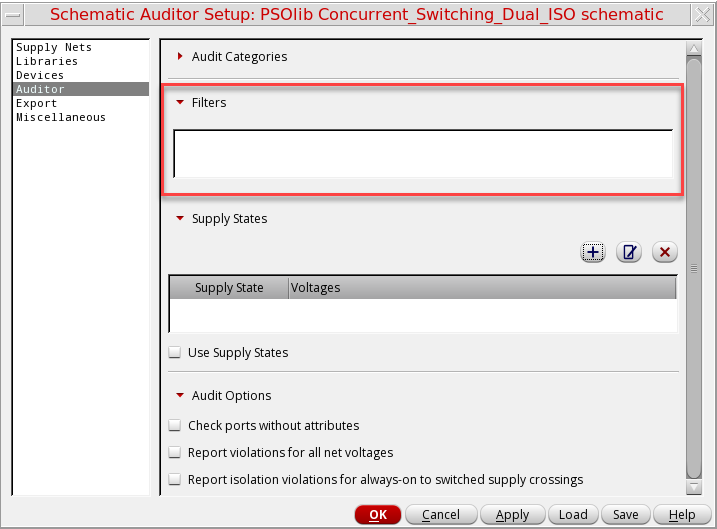 Schematic Auditor Setup: PSOlib Concurrent_Switching_Dual_ISO schematic
Supply Nets
Libraries
Devices
Auditor
Export
Miscellaneous
Audit Categories
Filters
Supply States
Supply State Voltages
Use Supply States
Audit Options
Check ports without attributes
Report violations for all net voltages
Report isolation violations for always-on to switched supply crossings
OK Cancel Apply Load Save Help